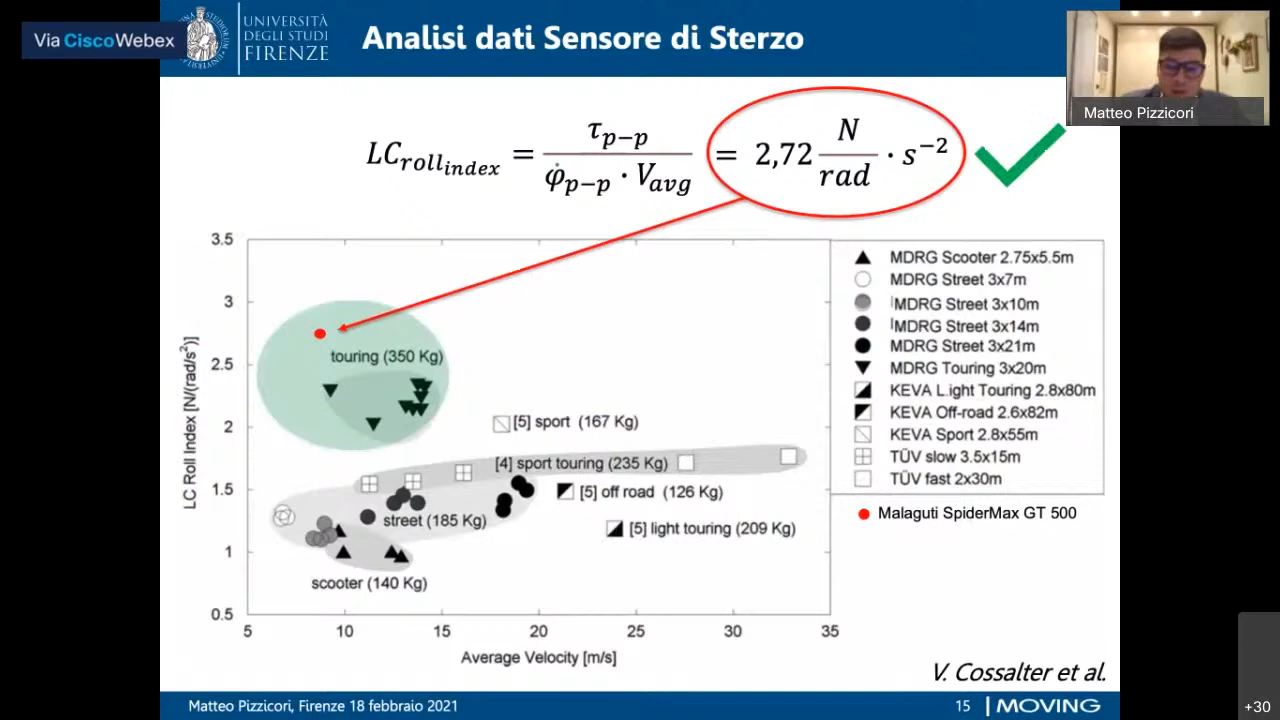 Via Cisco Webex
UNIVERSITÀ
DEGLI STUDI
FIRENZE
Analisi dati Sensore di Sterzo
Matteo Pizzicori
LC_roll_index = τ_p−p / (φ̇_p−p · V_avg) = 2,72 N/rad · s⁻²
3.5
3
2.5
2
1.5
1
0.5
LC Roll Index [N/(rad/s²)]
5 10 15 20 25 30 35
Average Velocity [m/s]
touring (350 Kg)
[5] sport (167 Kg)
[4] sport touring (235 Kg)
[5] off road (126 Kg)
street (185 Kg)
[5] light touring (209 Kg)
scooter (140 Kg)
MDRG Scooter 2.75x5.5m
MDRG Street 3x7m
MDRG Street 3x10m
MDRG Street 3x14m
MDRG Street 3x21m
MDRG Touring 3x20m
KEVA L.ight Touring 2.8x80m
KEVA Off-road 2.6x82m
KEVA Sport 2.8x55m
TÜV slow 3.5x15m
TÜV fast 2x30m
Malaguti SpiderMax GT 500
V. Cossalter et al.
Matteo Pizzicori, Firenze 18 febbraio 2021
15 | MOVING
+30